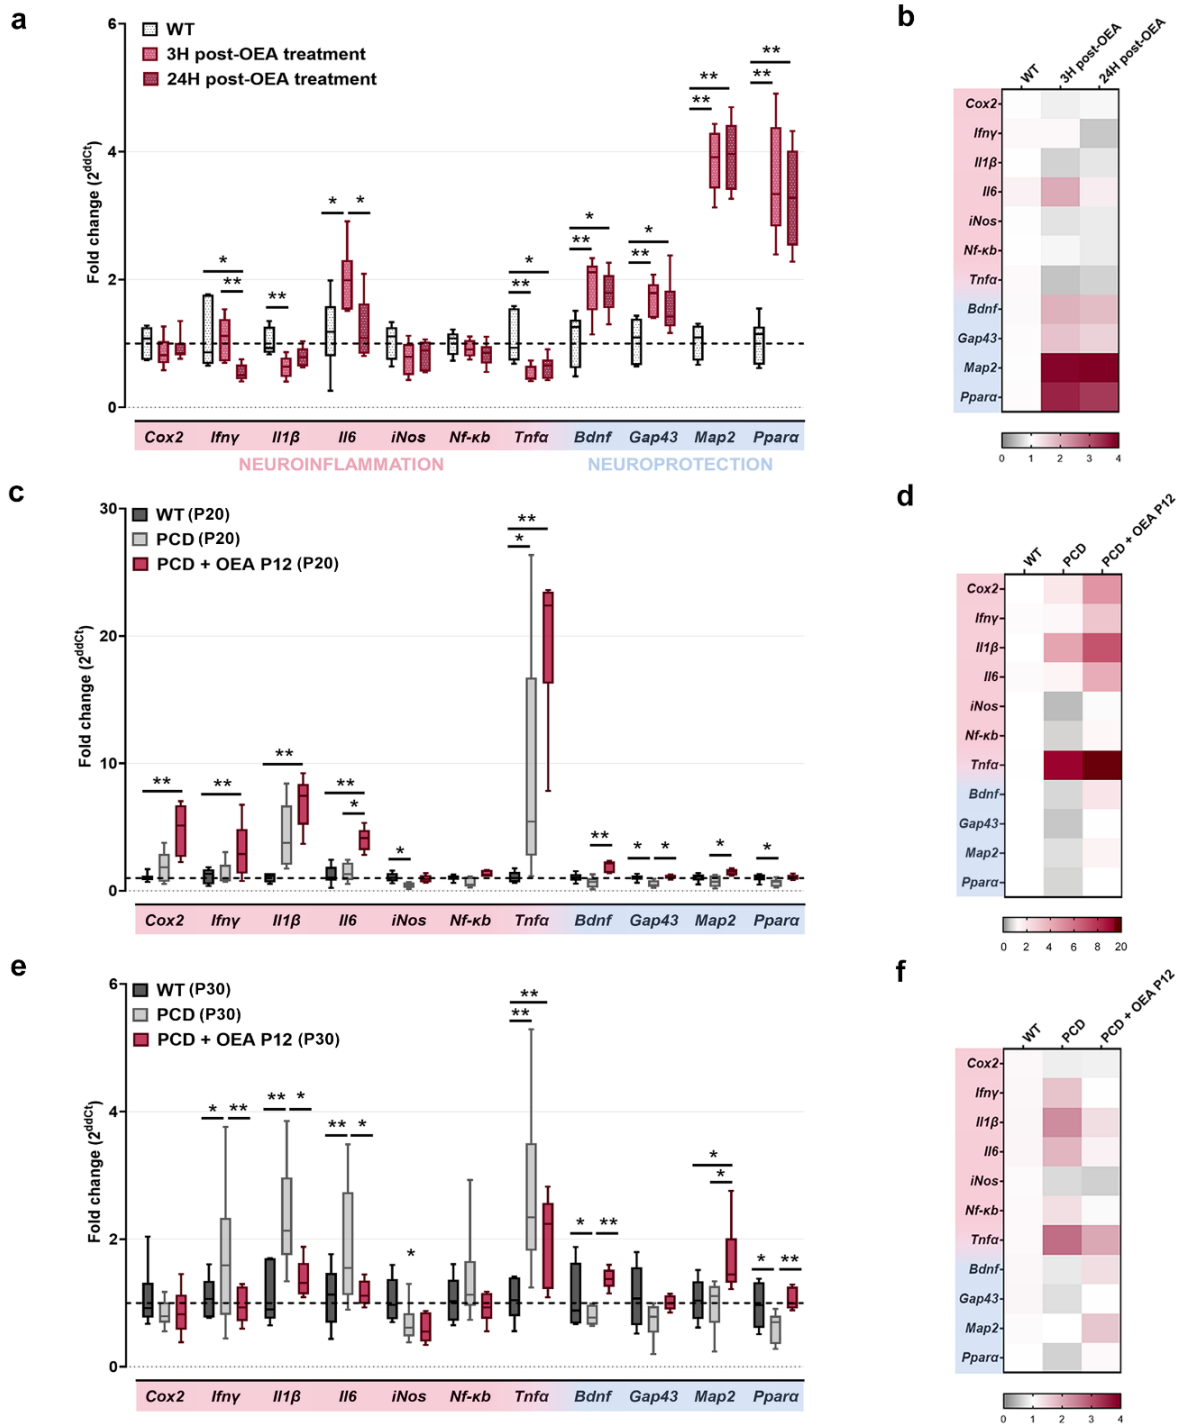 a
6
4
2
0
Fold change (2^ddCt)
WT
3H post-OEA treatment
24H post-OEA treatment
* ** ** * * ** * ** * ** * ** ** ** **
Cox2 Ifnγ Il1β Il6 iNos Nf-κb Tnfα Bdnf Gap43 Map2 Pparα
NEUROINFLAMMATION NEUROPROTECTION
b
WT 3H post-OEA 24H post-OEA
Cox2
Ifnγ
Il1β
Il6
iNos
Nf-κb
Tnfα
Bdnf
Gap43
Map2
Pparα
0 1 2 3 4
c
30
20
10
0
Fold change (2^ddCt)
WT (P20)
PCD (P20)
PCD + OEA P12 (P20)
** ** ** ** * * ** * ** * * * *
Cox2 Ifnγ Il1β Il6 iNos Nf-κb Tnfα Bdnf Gap43 Map2 Pparα
d
WT PCD PCD + OEA P12
Cox2
Ifnγ
Il1β
Il6
iNos
Nf-κb
Tnfα
Bdnf
Gap43
Map2
Pparα
0 2 4 6 8 20
e
6
4
2
0
Fold change (2^ddCt)
WT (P30)
PCD (P30)
PCD + OEA P12 (P30)
* ** ** * ** * * ** ** * ** * * * **
Cox2 Ifnγ Il1β Il6 iNos Nf-κb Tnfα Bdnf Gap43 Map2 Pparα
f
WT PCD PCD + OEA P12
Cox2
Ifnγ
Il1β
Il6
iNos
Nf-κb
Tnfα
Bdnf
Gap43
Map2
Pparα
0 1 2 3 4